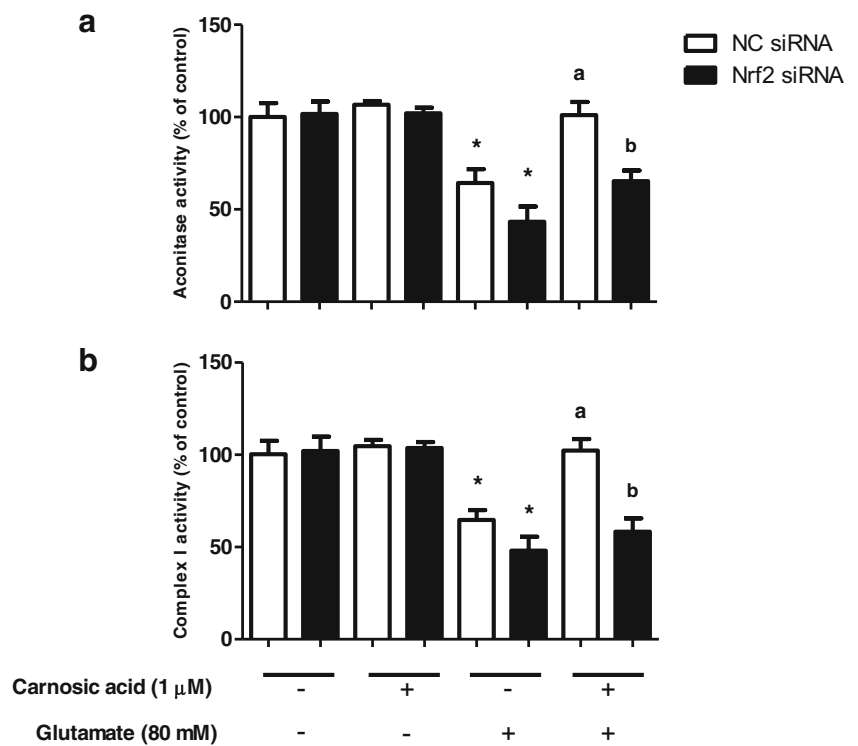 a
150
100
50
0
Aconitase activity (% of control)
*
*
a
b
NC siRNA
Nrf2 siRNA
b
150
100
50
0
Complex I activity (% of control)
*
*
a
b
Carnosic acid (1 μM) - + - +
Glutamate (80 mM) - - + +